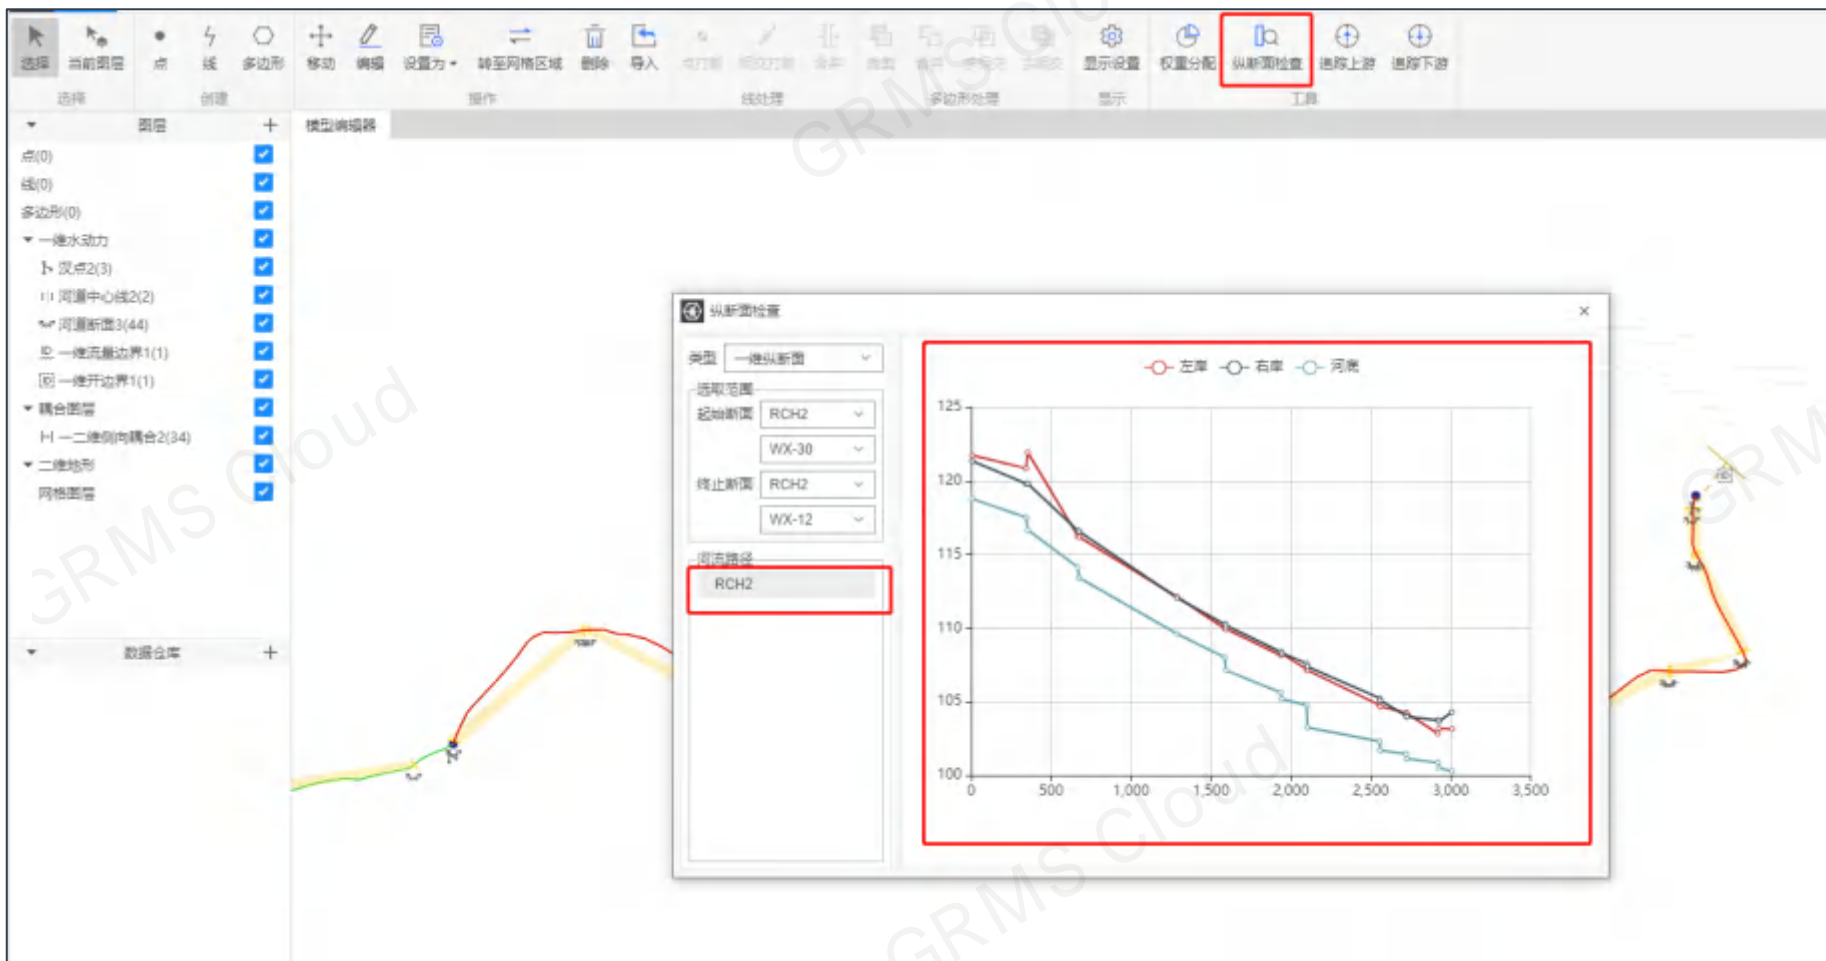 选择 当前图层 点 线 多边形 移动 编辑 设置为 转至网格区域 删除 导入 显示设置 权重分配 纵断面检查 追踪上游 追踪下游
选择 创建 操作 线处理 多边形处理 显示 工具
图层 +
模型编辑器
点(0)
线(0)
多边形(0)
一维水动力
汊点2(3)
河道中心线2(2)
河道断面3(44)
一维流量边界1(1)
一维开边界1(1)
耦合图层
一二维侧向耦合2(34)
二维地形
网格图层
数据仓库 +
纵断面检查 ×
类型 一维纵断面
选取范围
起始断面 RCH2
WX-30
终止断面 RCH2
WX-12
河流路径
RCH2
左岸 右岸 河底
125
120
115
110
105
100
0 500 1,000 1,500 2,000 2,500 3,000 3,500
GRMS Cloud
GRMS Cloud
GRMS Cloud